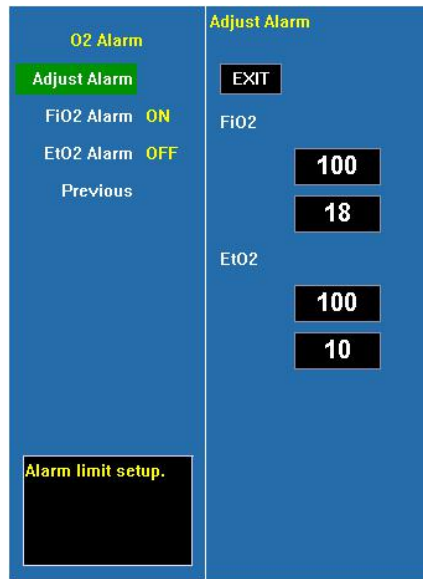 O2 Alarm
Adjust Alarm
FiO2 Alarm ON
EtO2 Alarm OFF
Previous
Alarm limit setup.
Adjust Alarm
EXIT
FiO2
100
18
EtO2
100
10